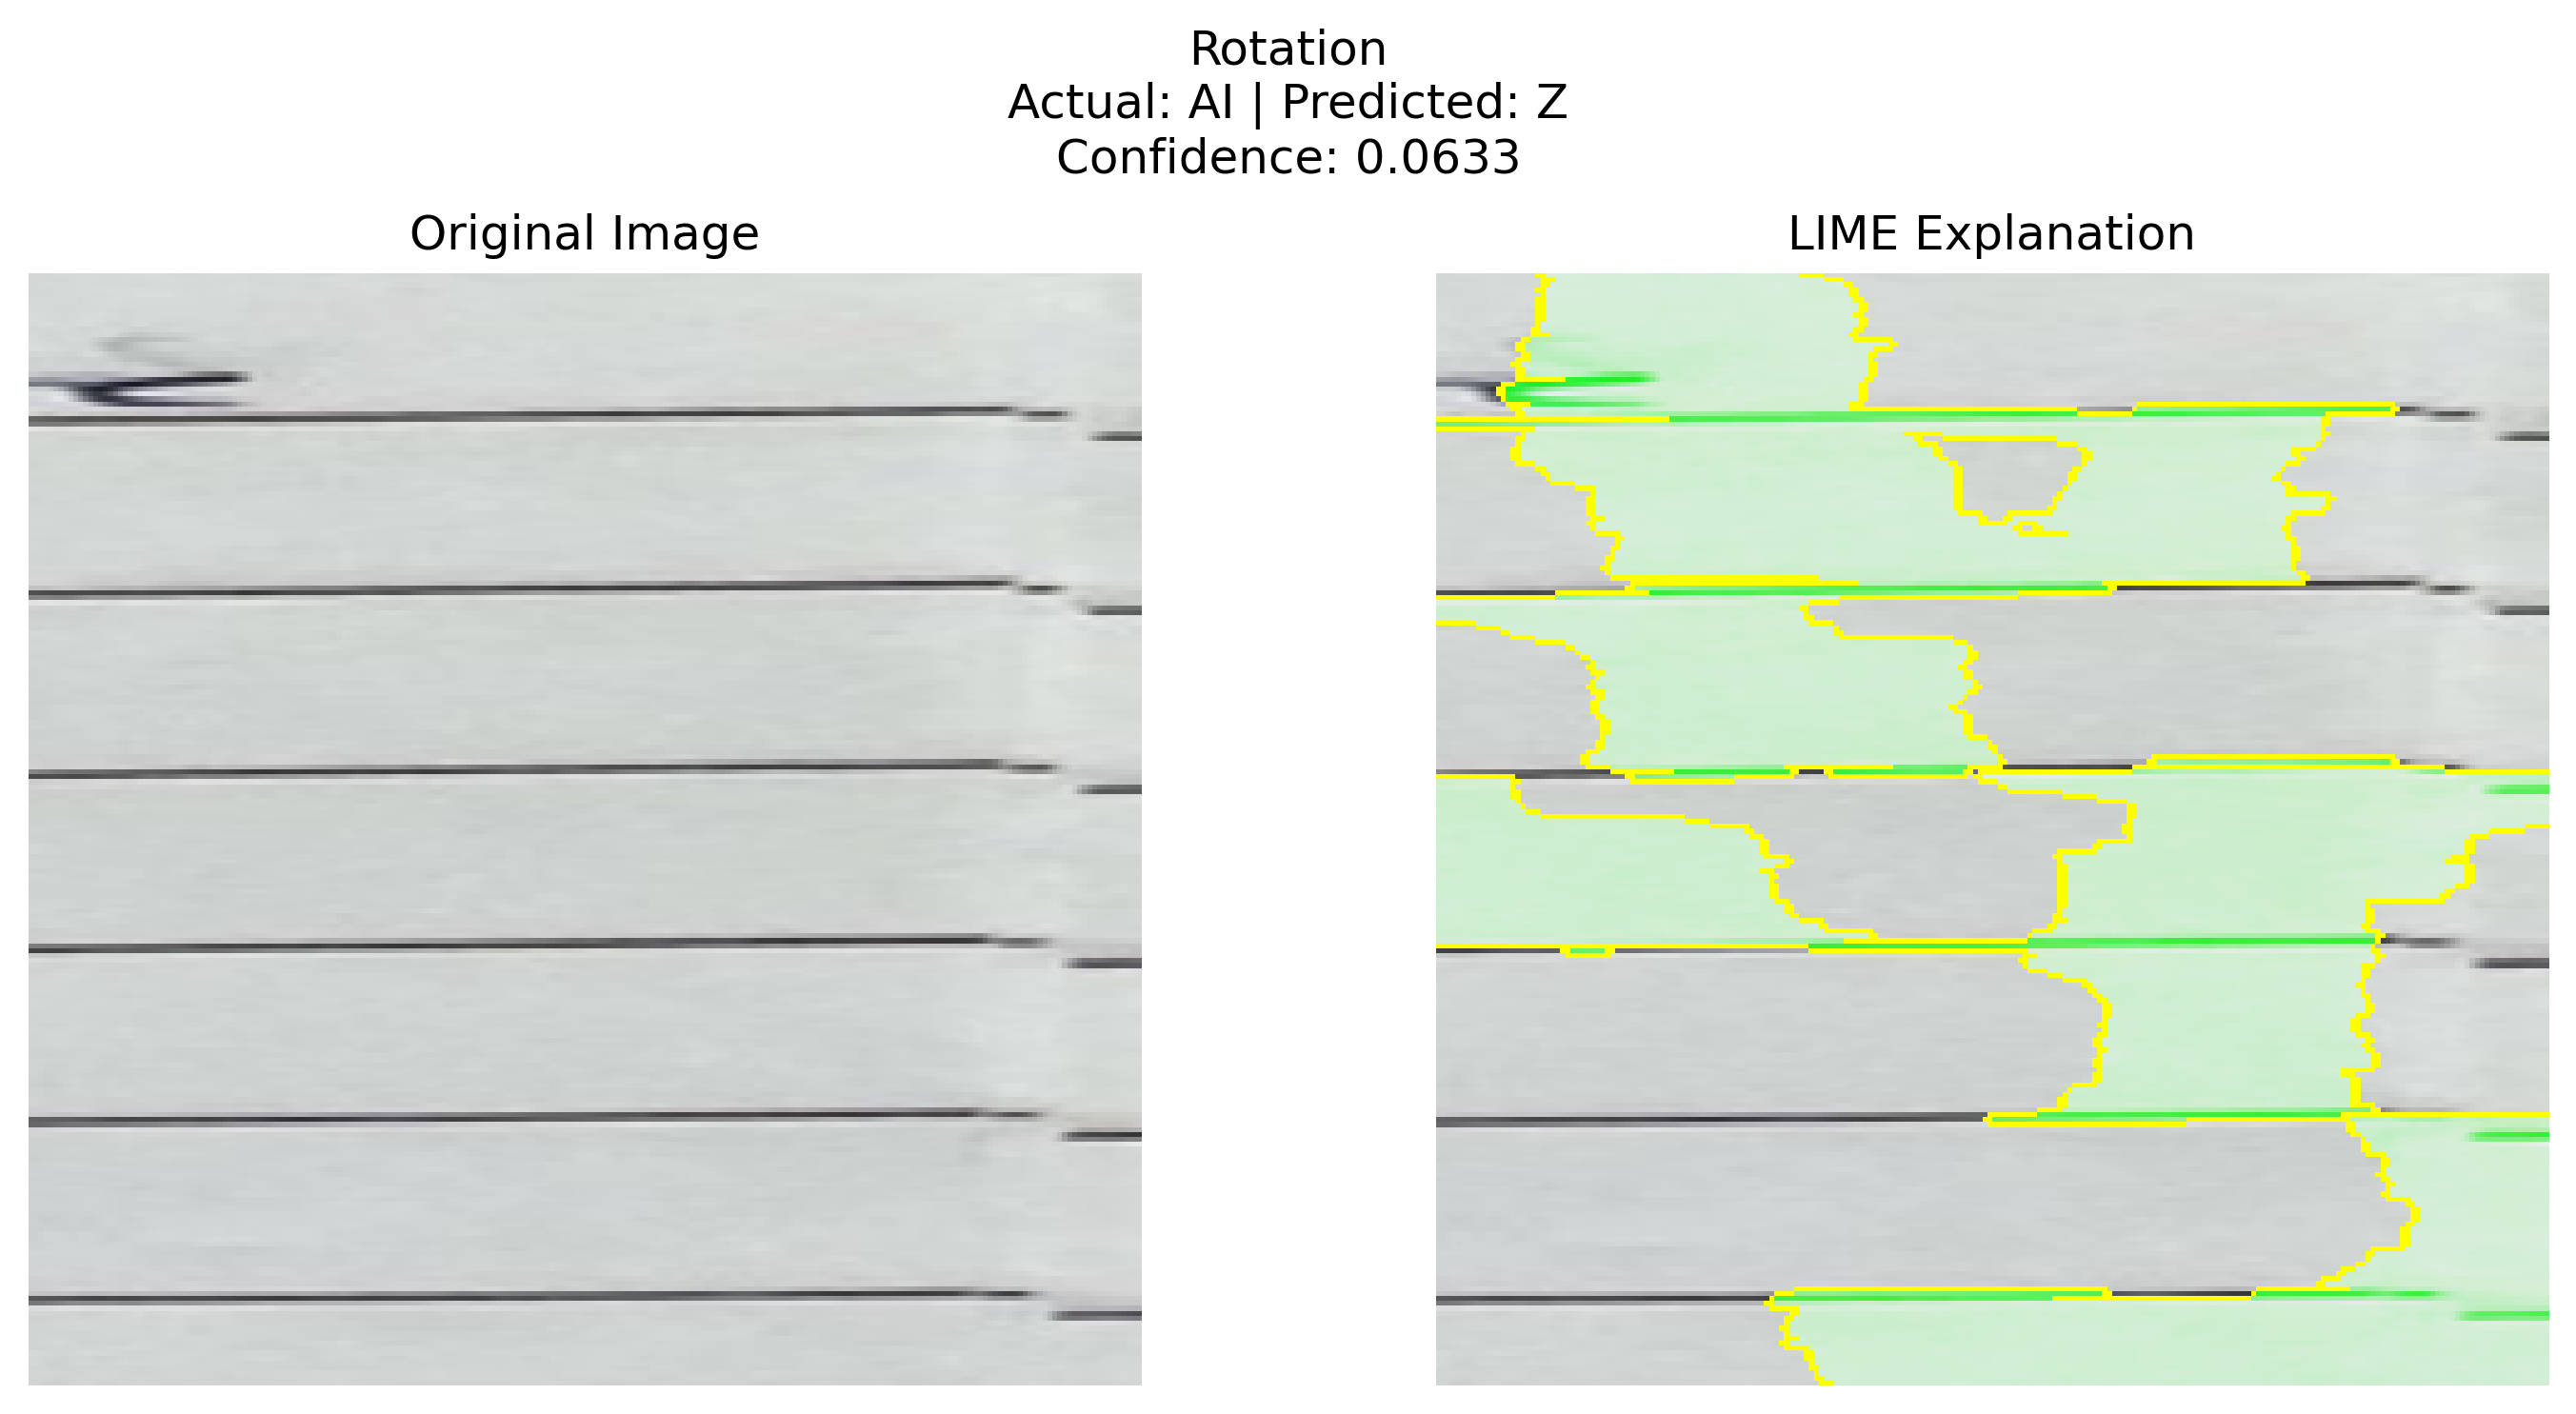 Rotation
Actual: AI | Predicted: Z
Confidence: 0.0633
Original Image
LIME Explanation